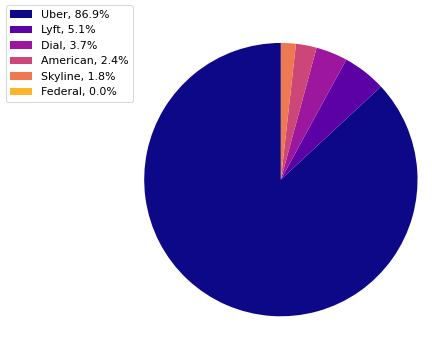 Uber, 86.9%
Lyft, 5.1%
Dial, 3.7%
American, 2.4%
Skyline, 1.8%
Federal, 0.0%